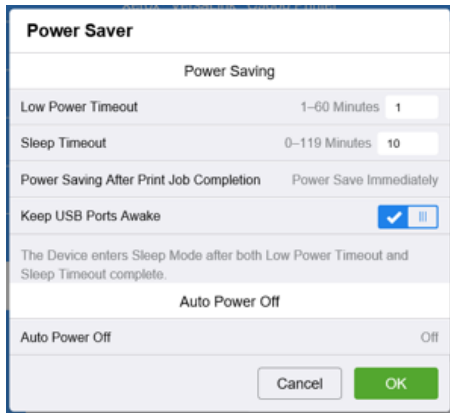 Power Saver
Power Saving
Low Power Timeout 1–60 Minutes 1
Sleep Timeout 0–119 Minutes 10
Power Saving After Print Job Completion Power Save Immediately
Keep USB Ports Awake
The Device enters Sleep Mode after both Low Power Timeout and
Sleep Timeout complete.
Auto Power Off
Auto Power Off Off
Cancel OK